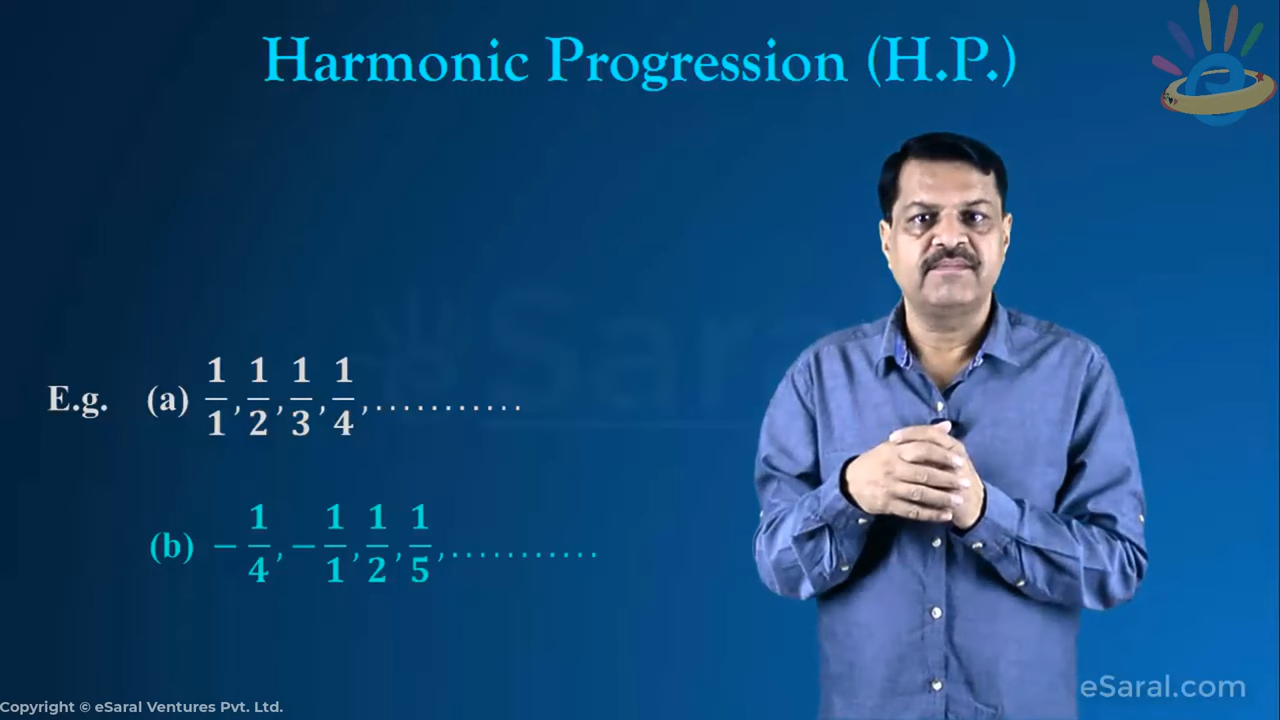 Harmonic Progression (H.P.)
E.g. (a) 1/1, 1/2, 1/3, 1/4, ...........
(b) − 1/4, − 1/1, 1/2, 1/5, ...........
eSaral
eSaral.com
Copyright © eSaral Ventures Pvt. Ltd.